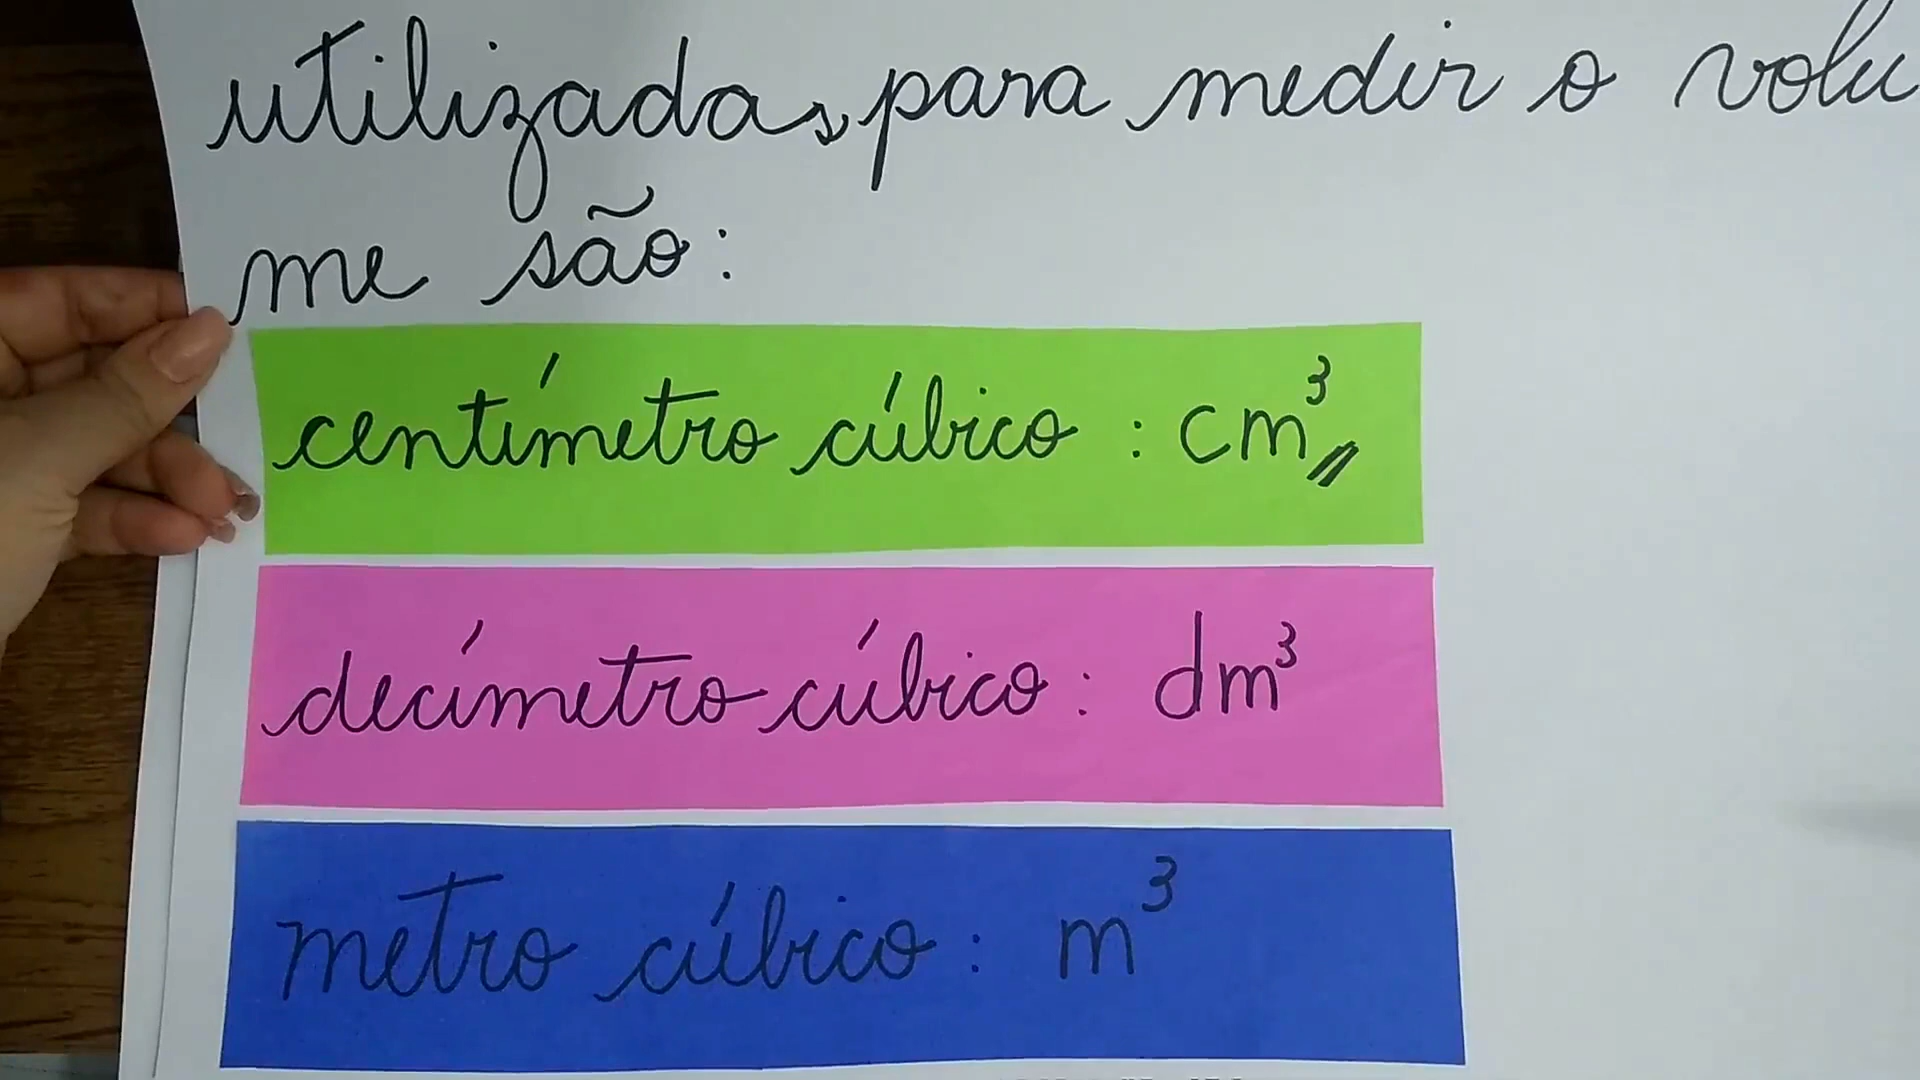 utilizadas para medir o volu
me são:
centímetro cúbico : cm³
decímetro cúbico : dm³
metro cúbico : m³